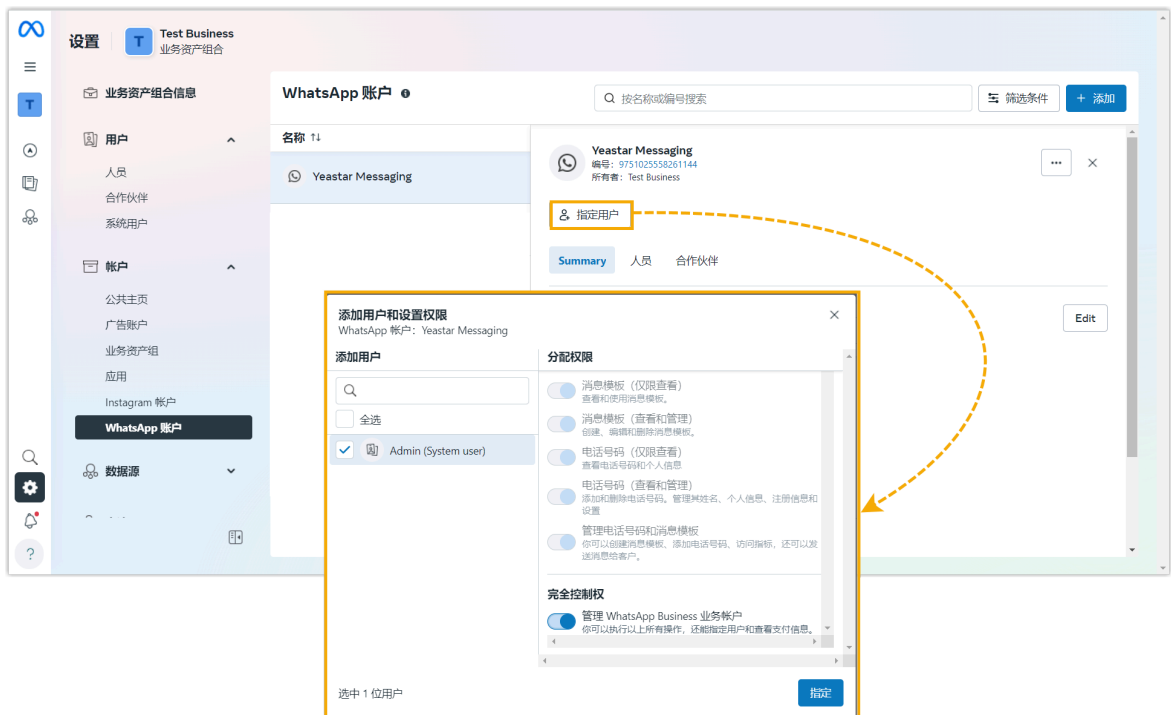 设置
T
Test Business
业务资产组合
T
业务资产组合信息
用户
人员
合作伙伴
系统用户
帐户
公共主页
广告账户
业务资产组
应用
Instagram 帐户
WhatsApp 账户
数据源
?
WhatsApp 账户
按名称或编号搜索
筛选条件
+ 添加
名称
Yeastar Messaging
Yeastar Messaging
编号：9751025558261144
所有者：Test Business
指定用户
Summary
人员
合作伙伴
Edit
添加用户和设置权限
WhatsApp 帐户：Yeastar Messaging
添加用户
全选
Admin (System user)
分配权限
消息模板（仅限查看）
查看和使用消息模板。
消息模板（查看和管理）
创建、编辑和删除消息模板。
电话号码（仅限查看）
查看电话号码和个人信息
电话号码（查看和管理）
添加和删除电话号码。管理其姓名、个人信息、注册信息和
设置
管理电话号码和消息模板
你可以创建消息模板、添加电话号码、访问指标，还可以发
送消息给客户。
完全控制权
管理 WhatsApp Business 业务帐户
你可以执行以上所有操作，还能指定用户和查看支付信息。
选中 1 位用户
指定